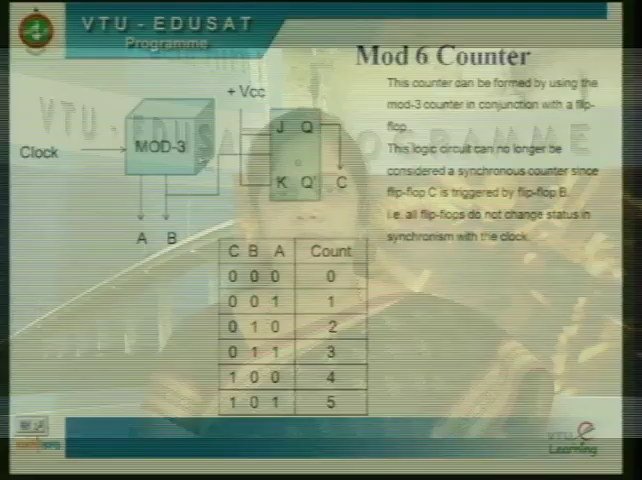 VTU - EDUSAT
Programme
Mod 6 Counter
This counter can be formed by using the
mod-3 counter in conjunction with a flip-
flop.
This logic circuit can no longer be
considered a synchronous counter since
flip-flop C is triggered by flip-flop B.
i.e. all flip-flops do not change status in
synchronism with the clock.
+ Vcc
Clock
MOD-3
J Q
K Q' C
A B
C B A Count
0 0 0 0
0 0 1 1
0 1 0 2
0 1 1 3
1 0 0 4
1 0 1 5
VTU - EDUSAT PROGRAMME
VTU
Learning